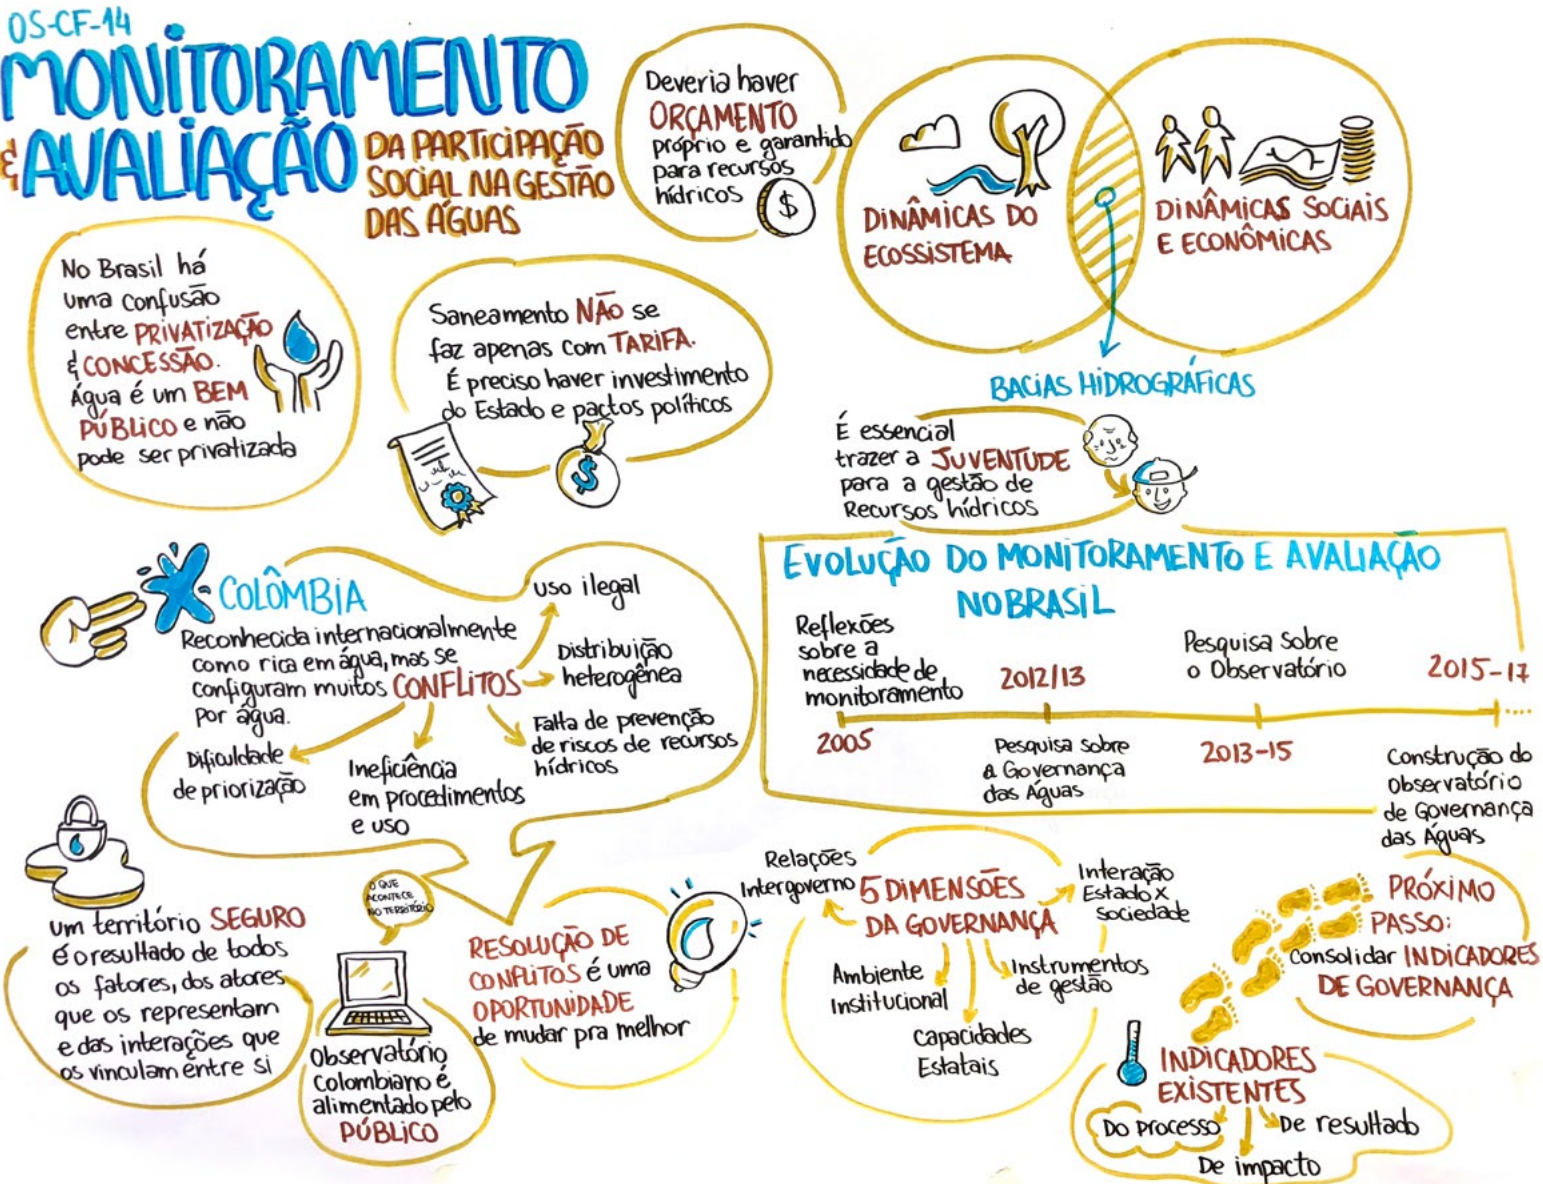 OS-CF-14
MONITORAMENTO
& AVALIAÇÃO
DA PARTICIPAÇÃO
SOCIAL NA GESTÃO
DAS ÁGUAS
Deveria haver
ORÇAMENTO
próprio e garantido
para recursos
hídricos
$
DINÂMICAS DO
ECOSSISTEMA
DINÂMICAS SOCIAIS
E ECONÔMICAS
BACIAS HIDROGRÁFICAS
No Brasil há
uma confusão
entre PRIVATIZAÇÃO
& CONCESSÃO.
Água é um BEM
PÚBLICO e não
pode ser privatizada
Saneamento NÃO se
faz apenas com TARIFA.
É preciso haver investimento
do Estado e pactos políticos
$
É essencial
trazer a JUVENTUDE
para a gestão de
Recursos hídricos
COLÔMBIA
Reconhecida internacionalmente
como rica em água, mas se
configuram muitos CONFLITOS
por água.
uso ilegal
Distribuição
heterogênea
Falta de prevenção
de riscos de recursos
hídricos
Ineficiência
em procedimentos
e uso
Dificuldade
de priorização
EVOLUÇÃO DO MONITORAMENTO E AVALIAÇÃO
NO BRASIL
Reflexões
sobre a
necessidade de
monitoramento
2005
2012/13
Pesquisa sobre
a Governança
das Águas
Pesquisa sobre
o Observatório
2013-15
2015-17
Construção do
Observatório
de Governança
das Águas
um território SEGURO
é o resultado de todos
os fatores, dos atores
que os representam
e das interações que
os vinculam entre si
O QUE
ACONTECE
NO TERRITÓRIO
Observatório
Colombiano é
alimentado pelo
PÚBLICO
RESOLUÇÃO DE
CONFLITOS é uma
OPORTUNIDADE
de mudar pra melhor
5 DIMENSÕES
DA GOVERNANÇA
Relações
Intergoverno
Interação
Estado x
Sociedade
Ambiente
Institucional
Capacidades
Estatais
Instrumentos
de gestão
PRÓXIMO
PASSO:
Consolidar INDICADORES
DE GOVERNANÇA
INDICADORES
EXISTENTES
Do processo
De impacto
De resultado